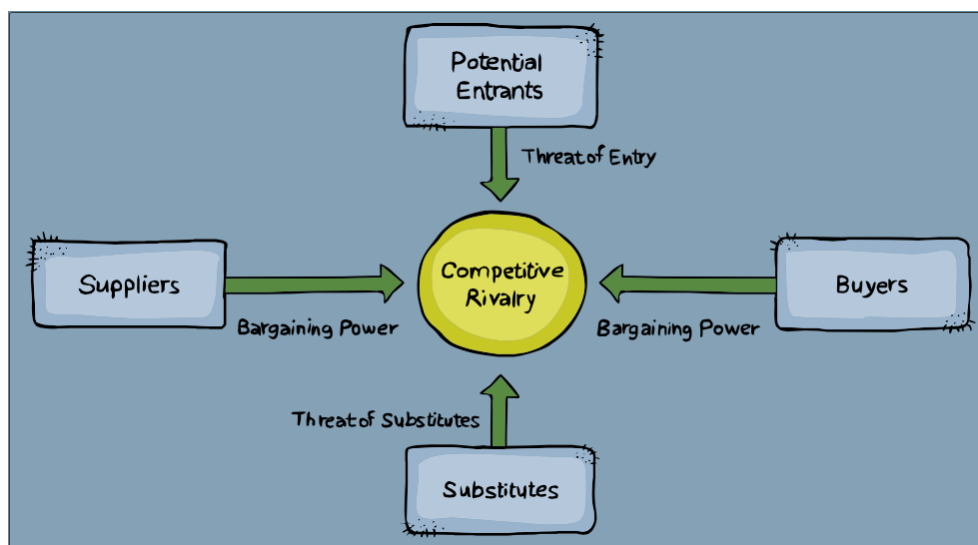 Potential
Entrants
Threat of Entry
Suppliers
Competitive
Rivalry
Buyers
Bargaining Power
Bargaining Power
Threat of Substitutes
Substitutes